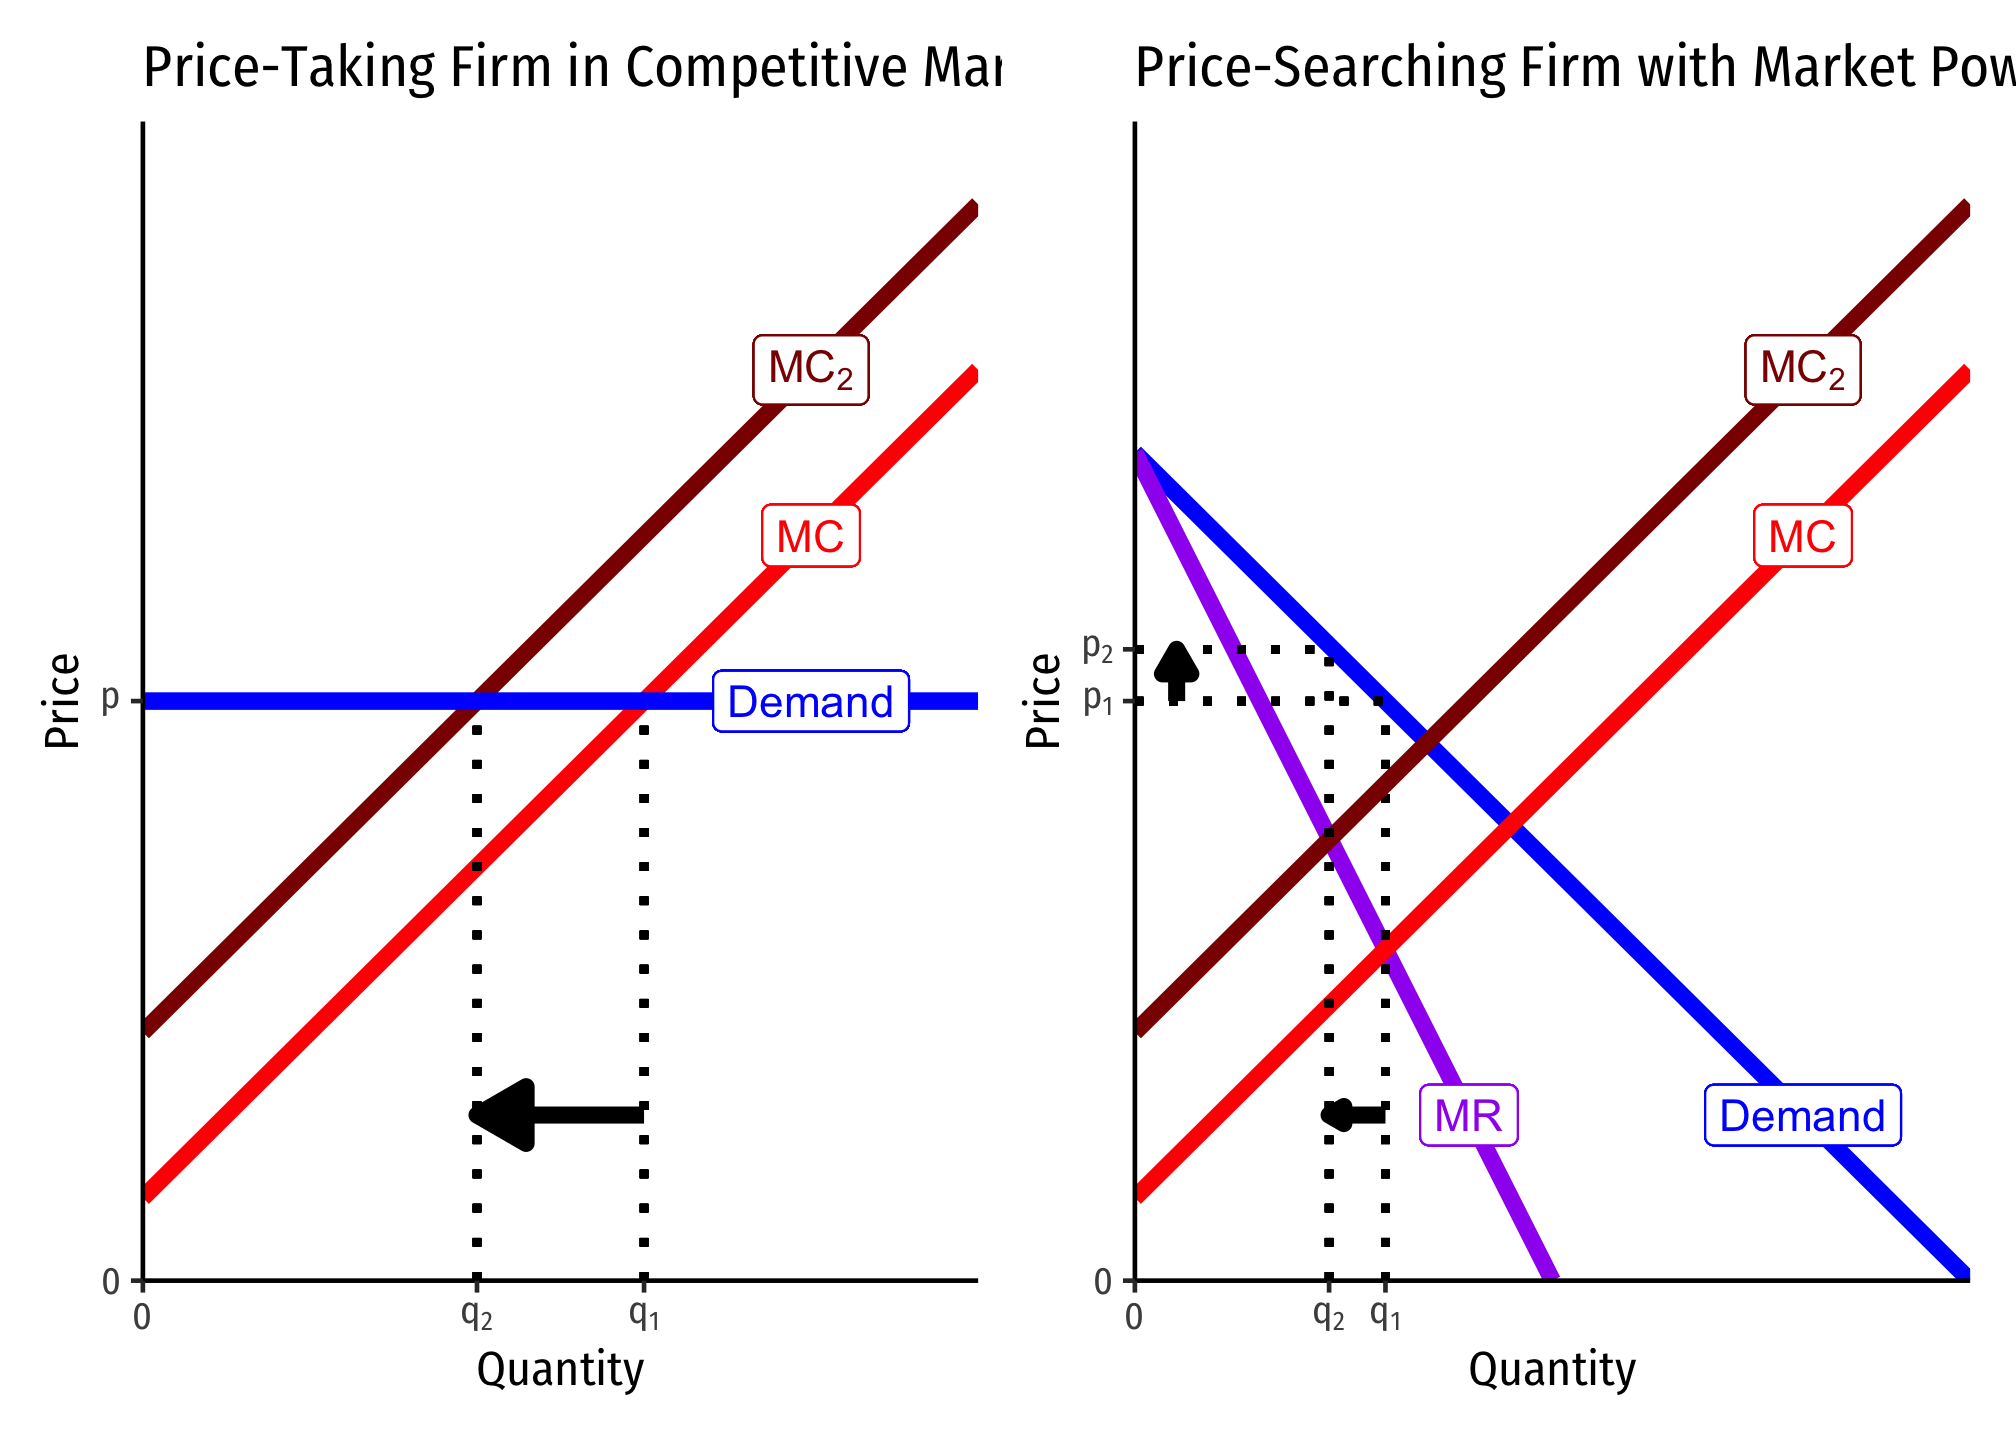 Price-Taking Firm in Competitive Mar
MC₂
MC
Demand
Price
p
0
0
q₂
q₁
Quantity
Price-Searching Firm with Market Pow
MC₂
MC
p₂
p₁
Price
MR
Demand
0
0
q₂
q₁
Quantity